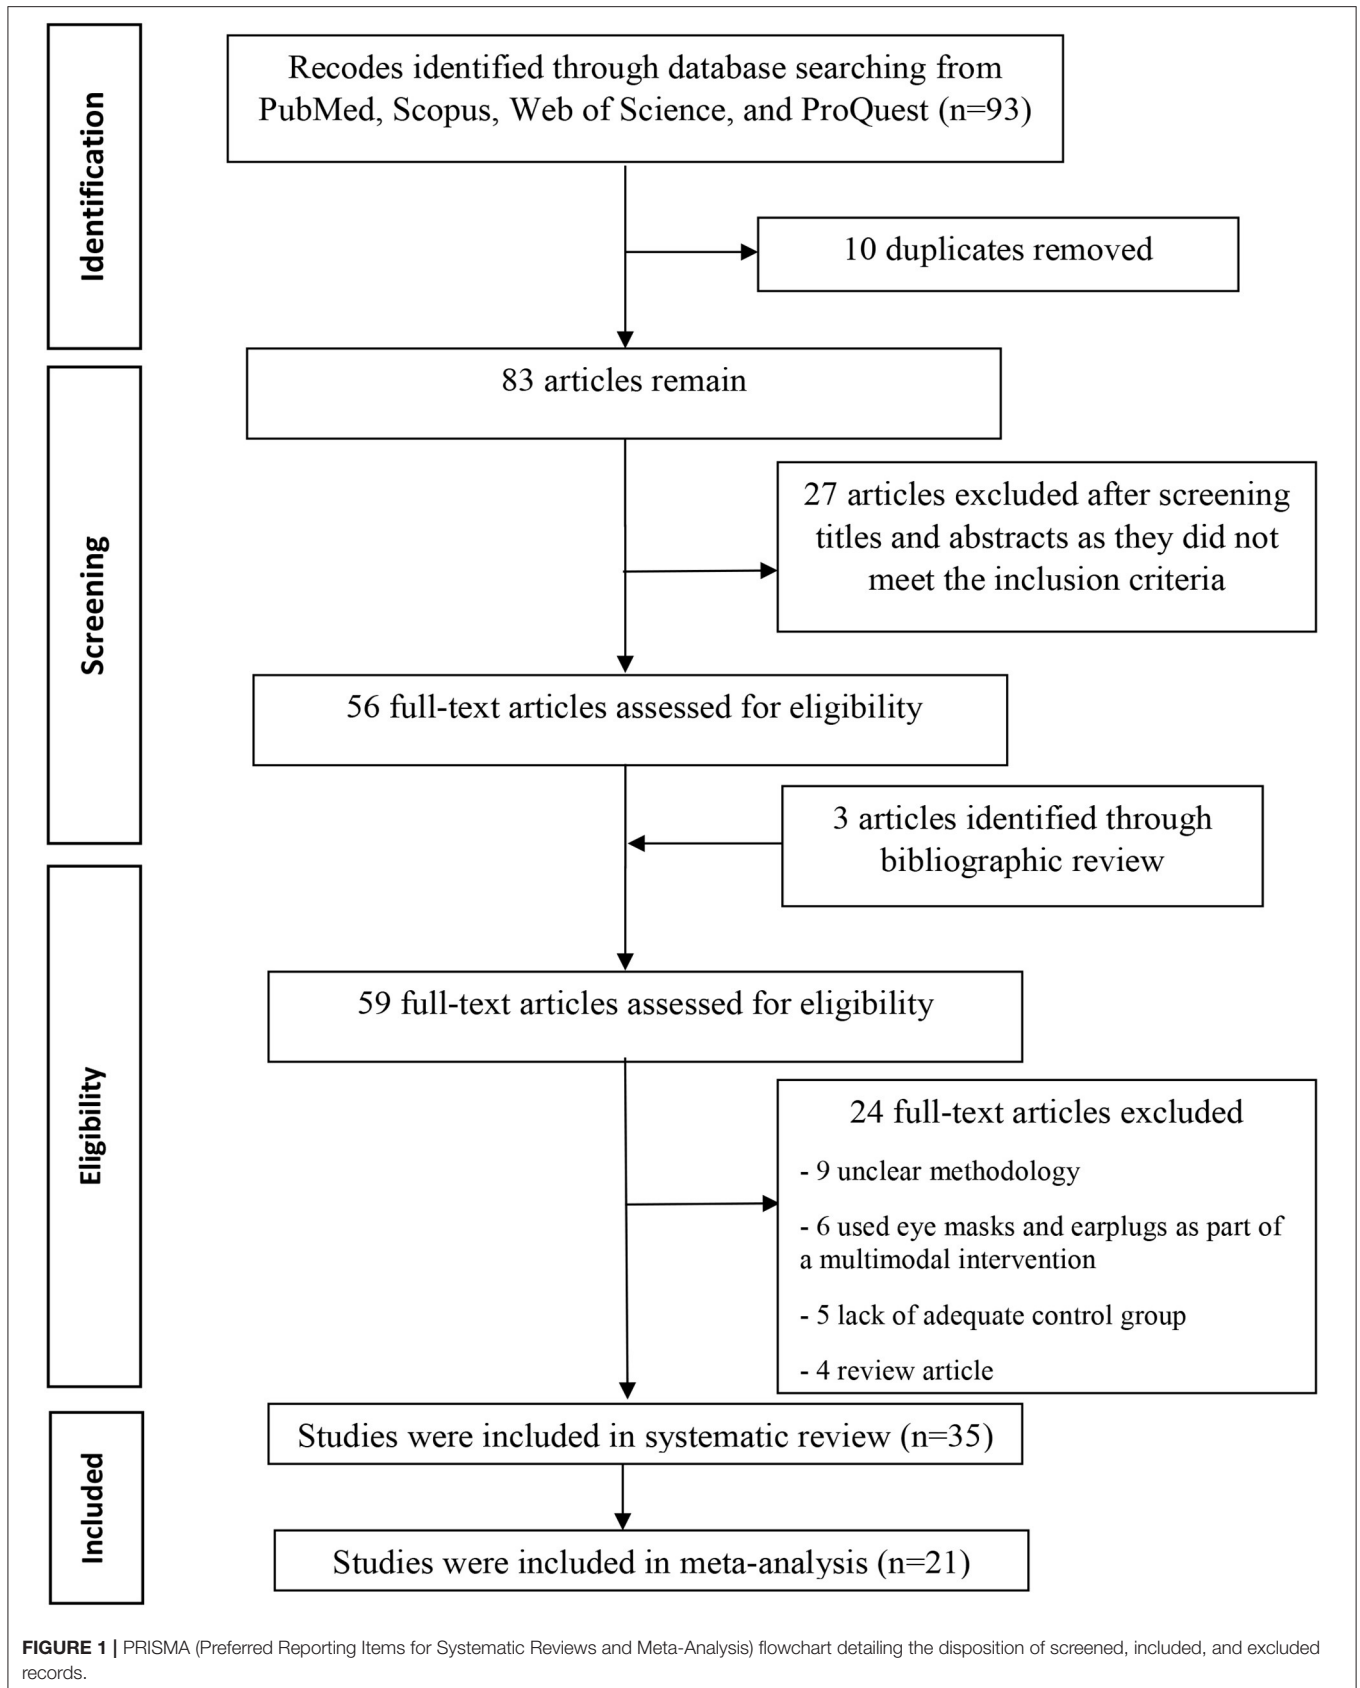 Identification
Recodes identified through database searching from
PubMed, Scopus, Web of Science, and ProQuest (n=93)
10 duplicates removed
Screening
83 articles remain
27 articles excluded after screening
titles and abstracts as they did not
meet the inclusion criteria
56 full-text articles assessed for eligibility
3 articles identified through
bibliographic review
Eligibility
59 full-text articles assessed for eligibility
24 full-text articles excluded
- 9 unclear methodology
- 6 used eye masks and earplugs as part of
a multimodal intervention
- 5 lack of adequate control group
- 4 review article
Included
Studies were included in systematic review (n=35)
Studies were included in meta-analysis (n=21)
FIGURE 1 | PRISMA (Preferred Reporting Items for Systematic Reviews and Meta-Analysis) flowchart detailing the disposition of screened, included, and excluded
records.